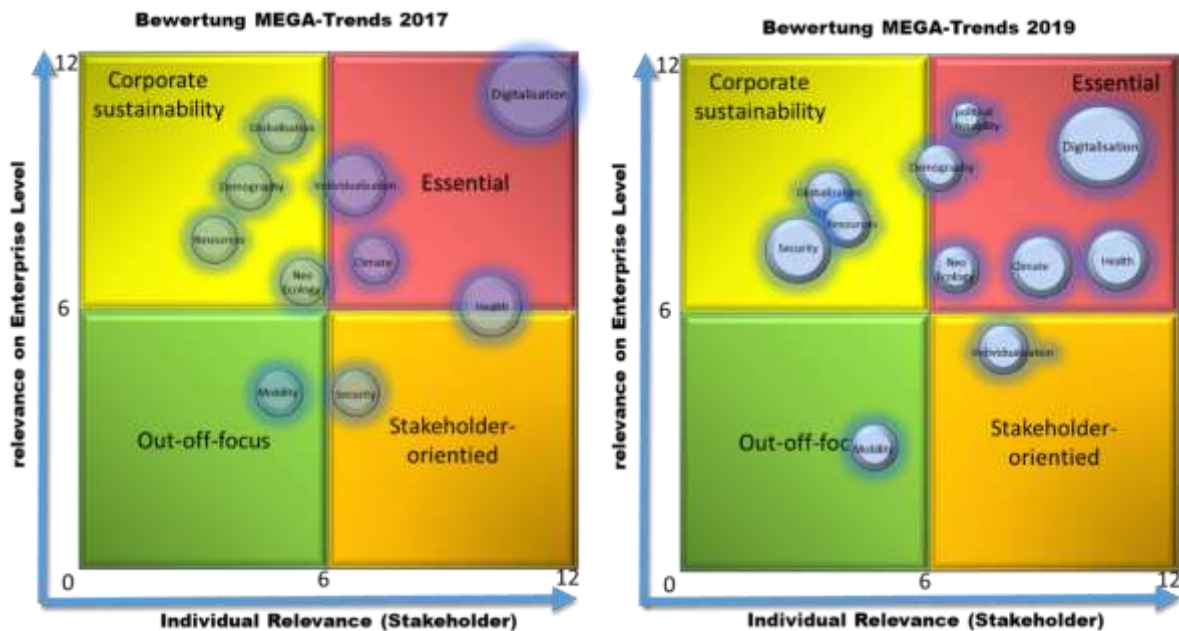 Bewertung MEGA-Trends 2017
12
Corporate
sustainability
Digitalisation
Globalisation
Demography
Individualisation
Essential
Resources
Climate
Neo
Ecology
Health
6
Mobility
Security
Out-off-focus
Stakeholder-
orientied
0
6
12
relevance on Enterprise Level
Individual Relevance (Stakeholder)
Bewertung MEGA-Trends 2019
12
Corporate
sustainability
Essential
Digitalisation
Demography
Resources
Security
Neo
Ecology
Climate
Health
6
Individualization
Out-off-foc
Mobility
Stakeholder-
orientied
0
6
12
relevance on Enterprise Level
Individual Relevance (Stakeholder)